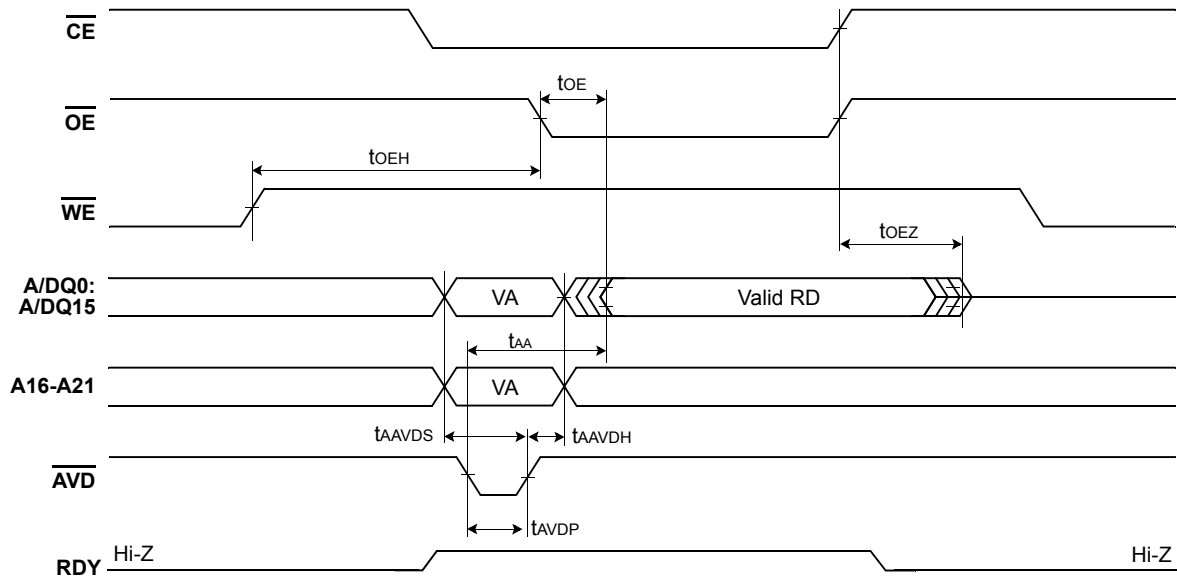 CE
tOE
OE
tOEH
WE
tOEZ
A/DQ0:
A/DQ15
VA
Valid RD
tAA
A16-A21
VA
tAAVDS
tAAVDH
AVD
tAVDP
Hi-Z
Hi-Z
RDY